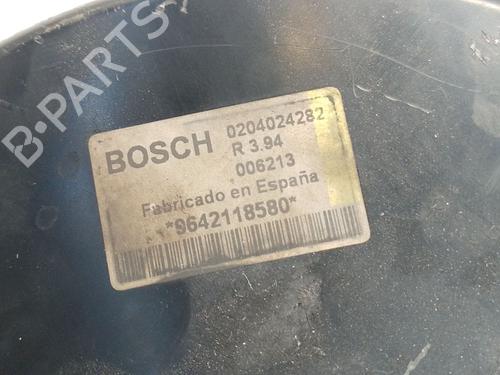 B-PARTS
BOSCH 0204024282
R 3.94
006213
Fabricado en España
*9642118580*